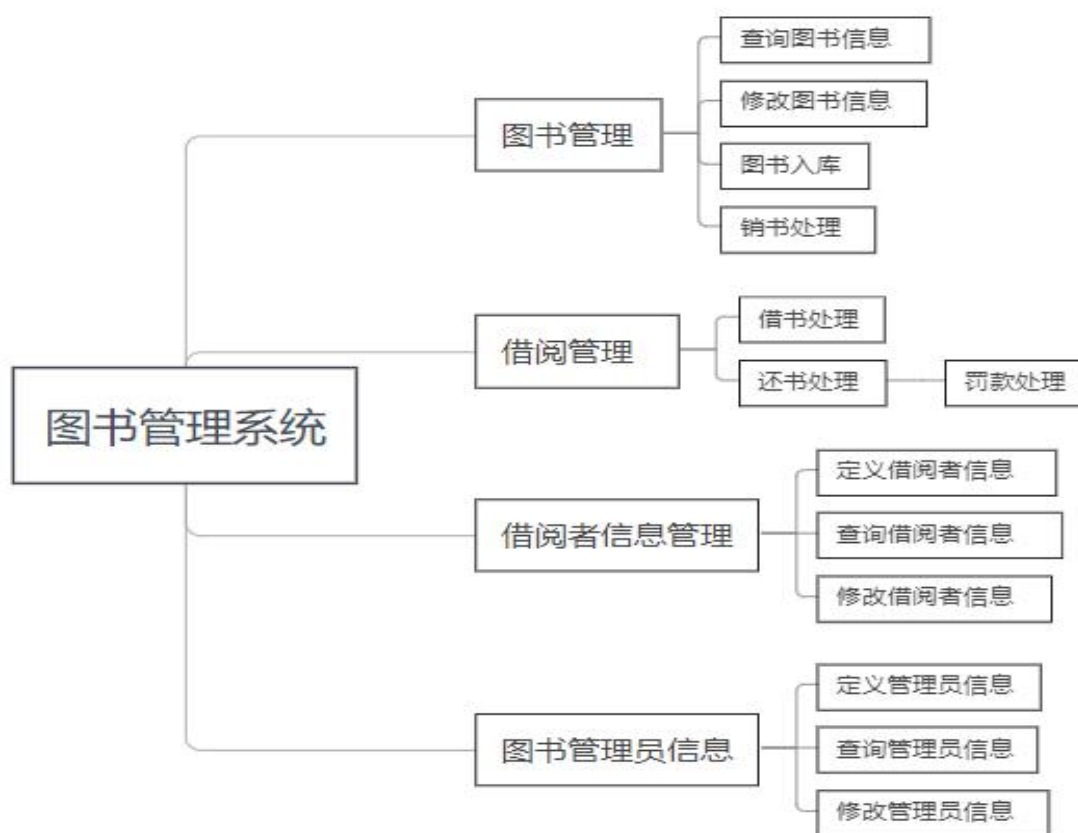 图书管理系统
图书管理
查询图书信息
修改图书信息
图书入库
销书处理
借阅管理
借书处理
还书处理
罚款处理
借阅者信息管理
定义借阅者信息
查询借阅者信息
修改借阅者信息
图书管理员信息
定义管理员信息
查询管理员信息
修改管理员信息